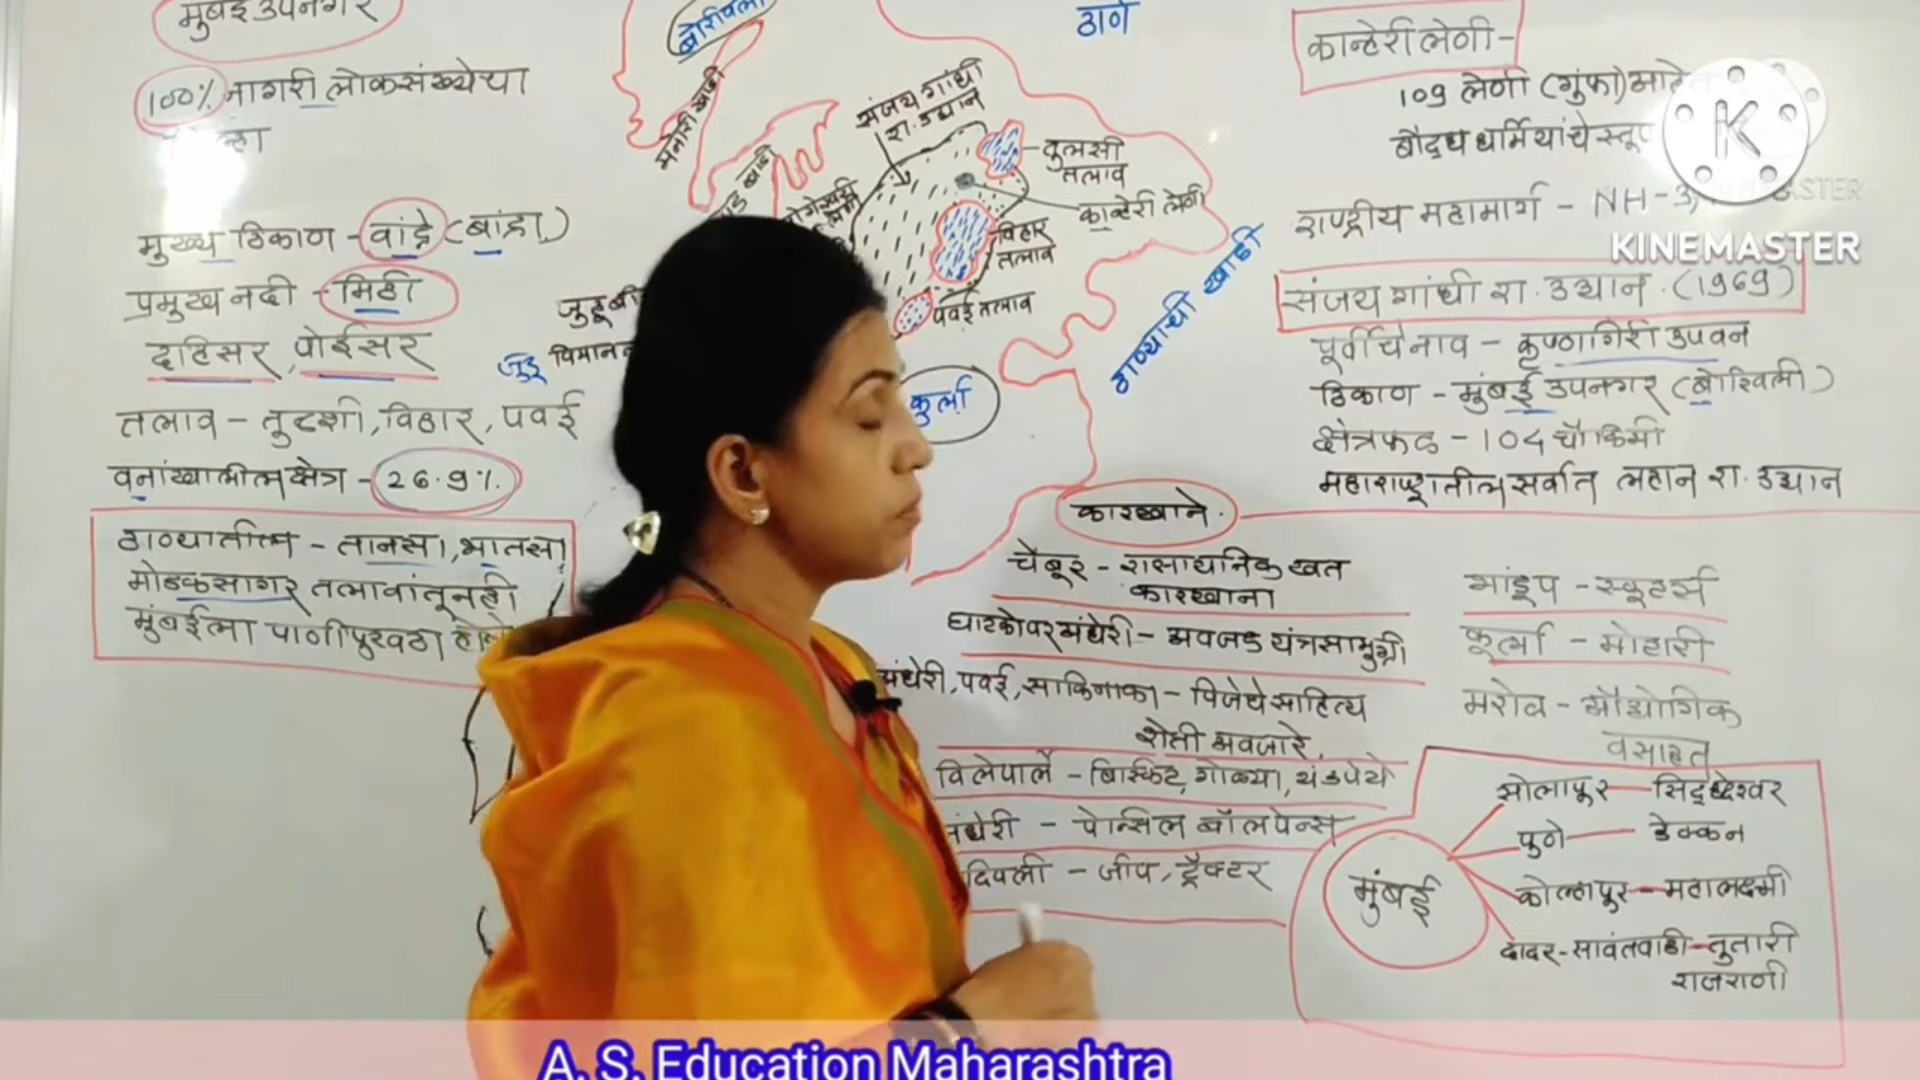 मुंबई उपनगर
100% नागरी लोकसंख्येचा
मुख्य ठिकाण - वांद्रे (बांद्रा)
प्रमुख नदी - मिठी
दहिसर, पोईसर
तलाव - तुळशी, विहार, पवई
वनांखालील क्षेत्र - 26.9%
ठाण्यातील - तानसा, भातसा
मोडकसागर तलावांतूनही
मुंबईला पाणीपुरवठा
बोरीवली
ठाणे
मनोरी खाडी
खाडी
संजय गांधी
रा. उद्यान
तुलसी
तलाव
कान्हेरी लेणी
विहार
तलाव
पवई तलाव
जुहू
जुहू
कुर्ला
ठाण्याची खाडी
कान्हेरी लेणी -
109 लेणी (गुंफा)
बौद्ध धर्मियांचे स्तूप
राष्ट्रीय महामार्ग - NH-3,
संजय गांधी रा. उद्यान. (1969)
पूर्वीचे नाव - कृष्णगिरी उपवन
ठिकाण - मुंबई उपनगर (बोरिवली)
क्षेत्रफळ - 104 चौकिमी
महाराष्ट्रातील सर्वात लहान रा. उद्यान
कारखाने.
चेंबूर - रासायनिक खत
कारखाना
घाटकोपर अंधेरी - अवजड यंत्रसामुग्री
अंधेरी, पवई, साकिनाका - विजेचे साहित्य
शेती अवजारे,
विलेपार्ले - बिस्किट, गोळ्या, थंडपेये
अंधेरी - पेन्सिल बॉलपेन्स
दिवली - जीप, ट्रॅक्टर
भांडूप - स्कूटर्स
कूर्ला - मोटारी
मरोळ - औद्योगिक
वसाहत
मुंबई
सोलापूर - सिद्धेश्वर
पुणे - डेक्कन
कोल्हापूर - महालक्ष्मी
दादर - सावंतवाडी - तुतारी
राजराणी
K
KINEMASTER
A. S. Education Maharashtra